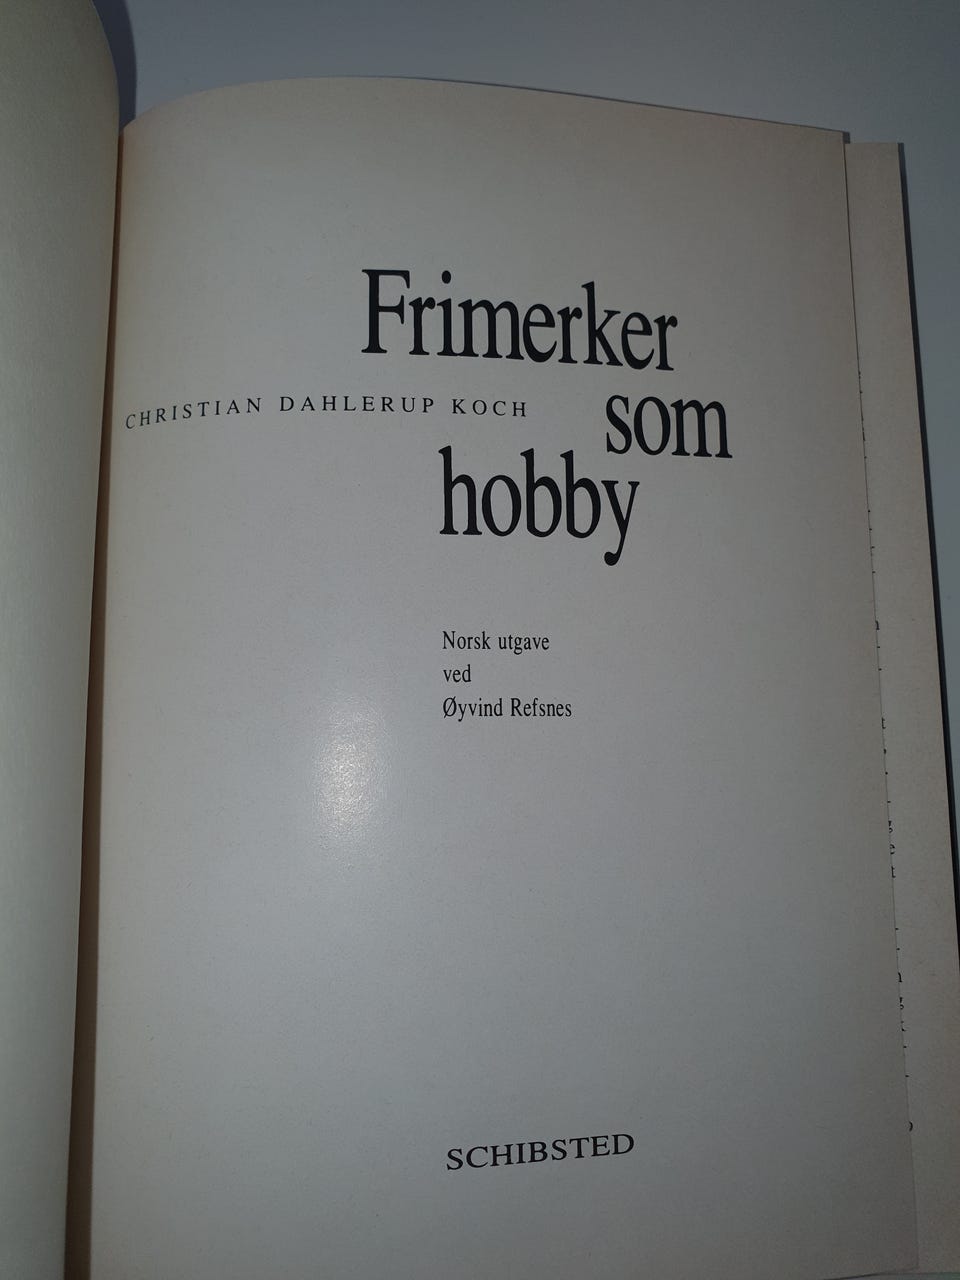 Frimerker
CHRISTIAN DAHLERUP KOCH
som
hobby
Norsk utgave
ved
Øyvind Refsnes
SCHIBSTED